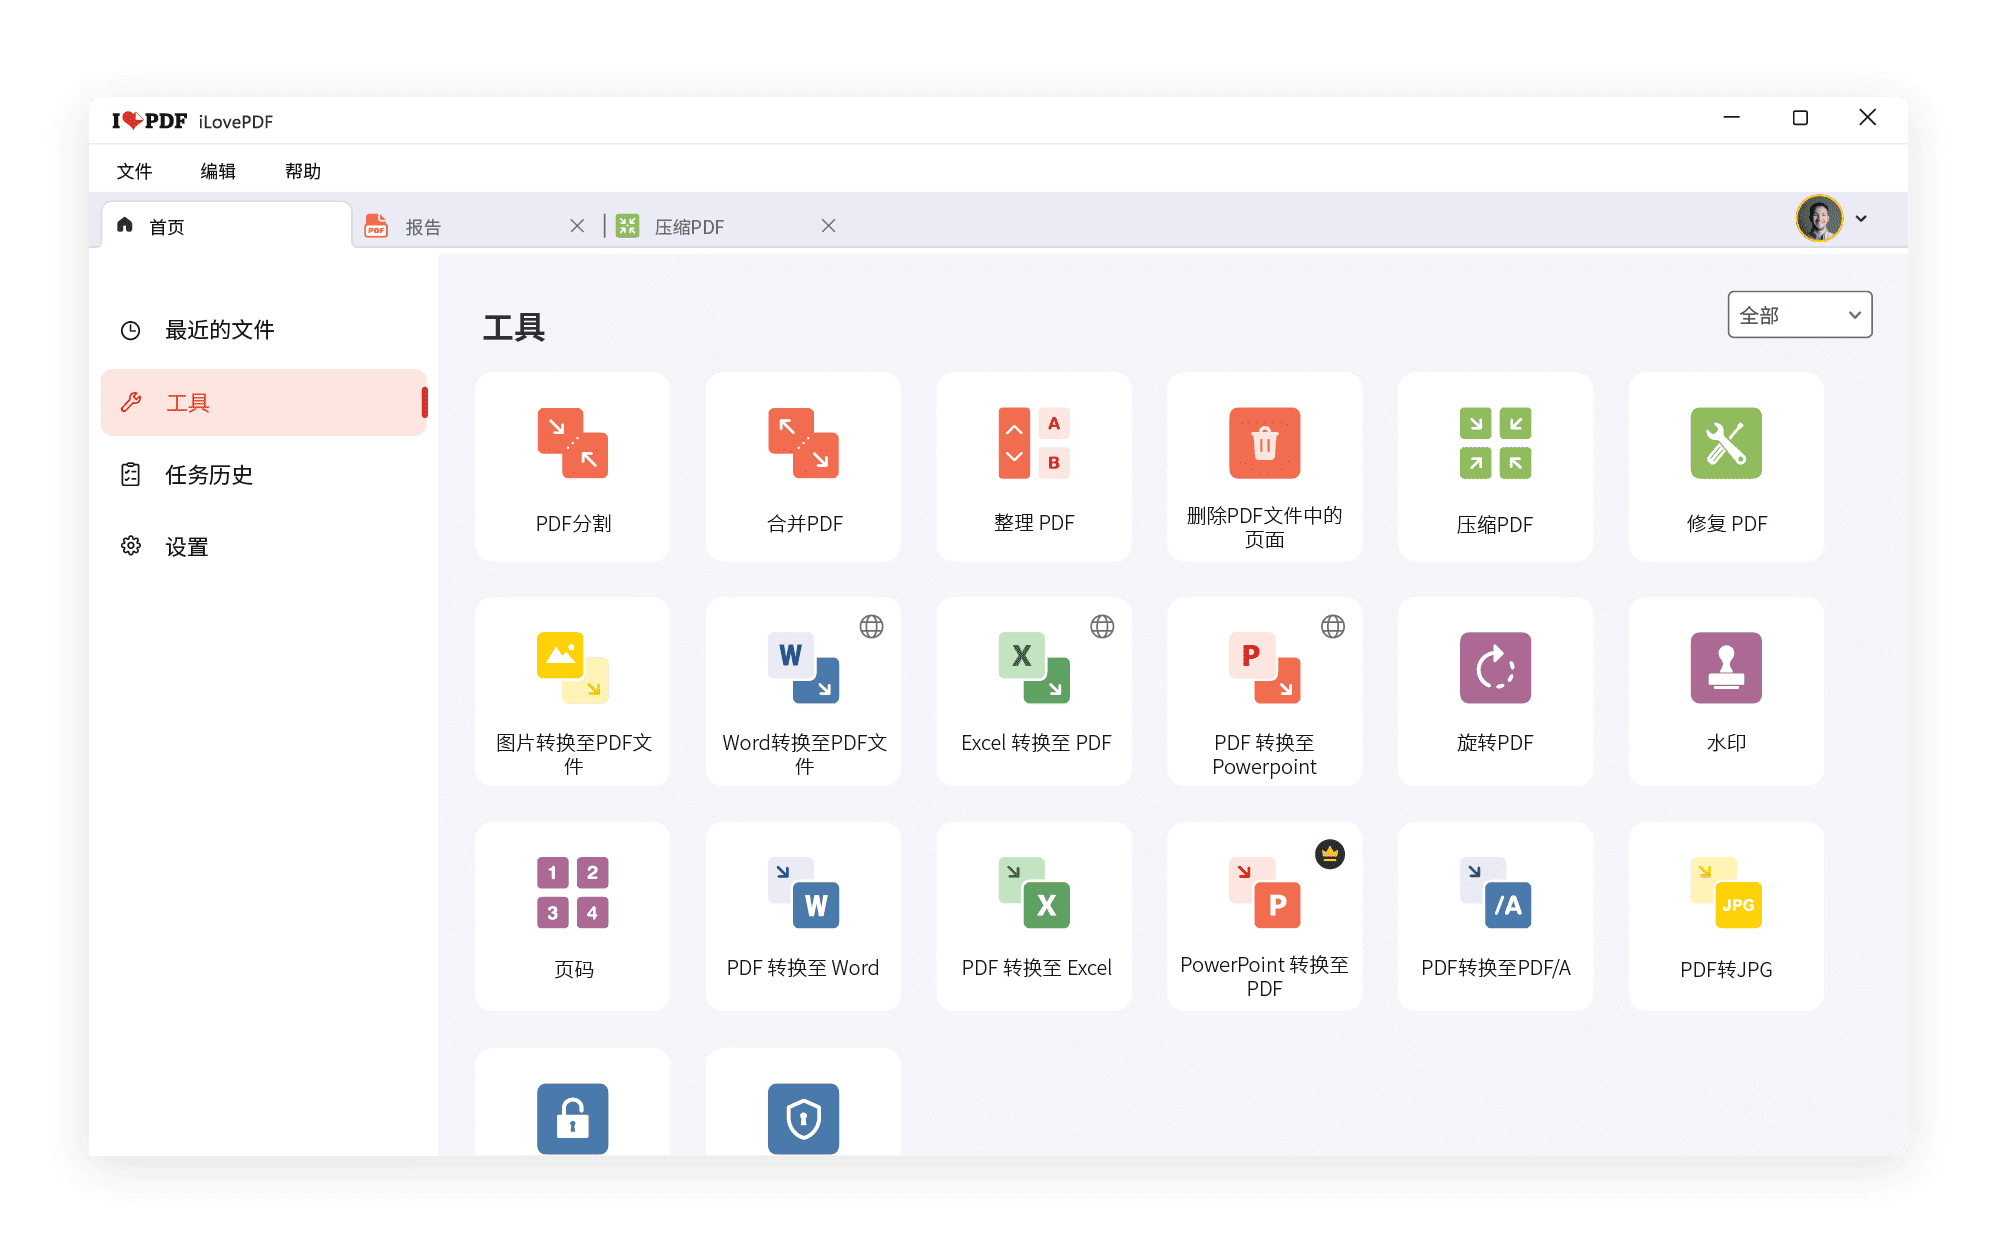 I PDF iLovePDF
文件 编辑 帮助
首页 报告 压缩PDF
最近的文件
工具
任务历史
设置
工具
全部
PDF分割
合并PDF
A
B
整理 PDF
删除PDF文件中的
页面
压缩PDF
修复 PDF
图片转换至PDF文
件
W
Word转换至PDF文
件
X
Excel 转换至 PDF
P
PDF 转换至
Powerpoint
旋转PDF
水印
1 2
3 4
页码
W
PDF 转换至 Word
X
PDF 转换至 Excel
P
PowerPoint 转换至
PDF
/A
PDF转换至PDF/A
JPG
PDF转JPG